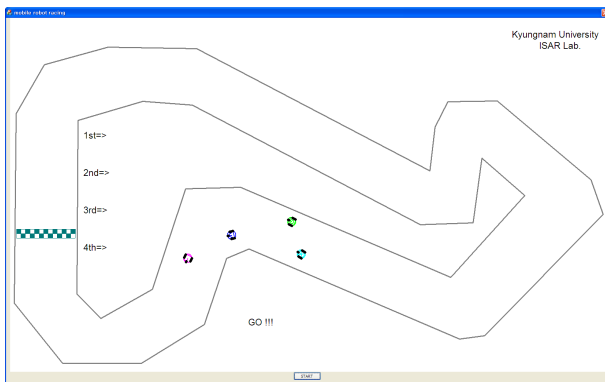 mobile robot racing
Kyungnam University
ISAR Lab.
1st=>
2nd=>
3rd=>
4th=>
GO !!!
START